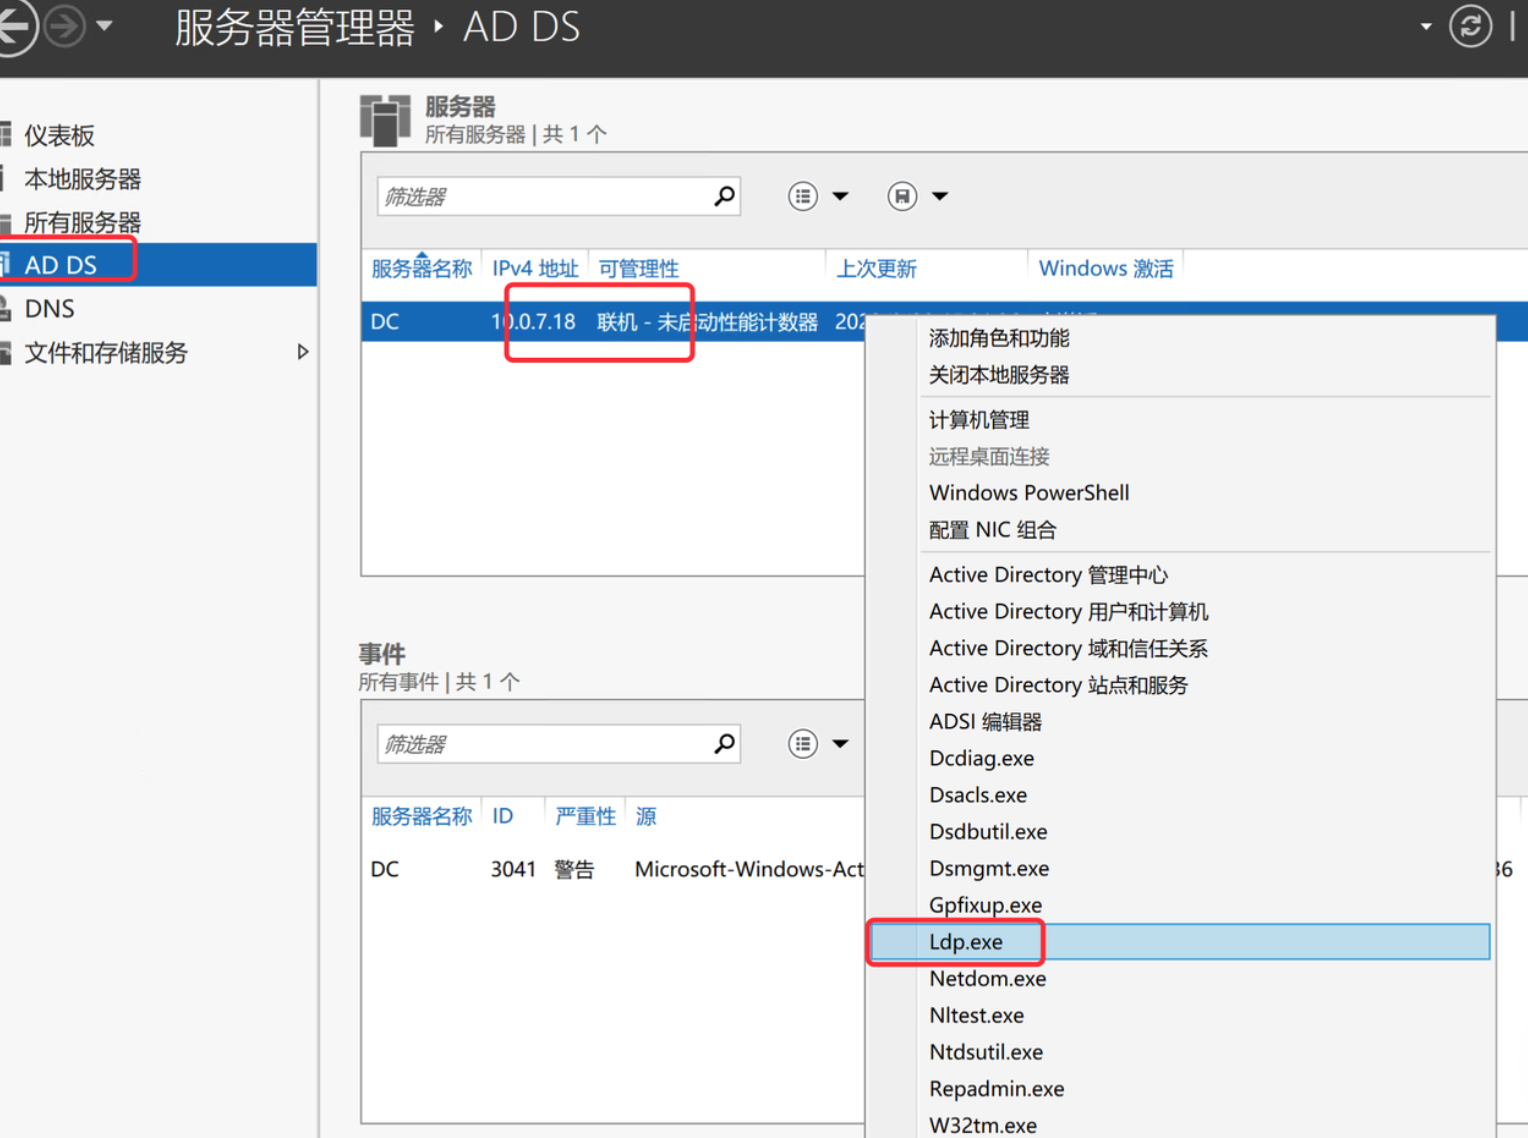 服务器管理器 ‣ AD DS
仪表板
本地服务器
所有服务器
AD DS
DNS
文件和存储服务
服务器
所有服务器 | 共 1 个
筛选器
服务器名称 IPv4 地址 可管理性 上次更新 Windows 激活
DC 10.0.7.18 联机 - 未启动性能计数器 202
添加角色和功能
关闭本地服务器
计算机管理
远程桌面连接
Windows PowerShell
配置 NIC 组合
Active Directory 管理中心
Active Directory 用户和计算机
Active Directory 域和信任关系
Active Directory 站点和服务
ADSI 编辑器
Dcdiag.exe
Dsacls.exe
Dsdbutil.exe
Dsmgmt.exe
Gpfixup.exe
Ldp.exe
Netdom.exe
Nltest.exe
Ntdsutil.exe
Repadmin.exe
W32tm.exe
事件
所有事件 | 共 1 个
筛选器
服务器名称 ID 严重性 源
DC 3041 警告 Microsoft-Windows-Act 36